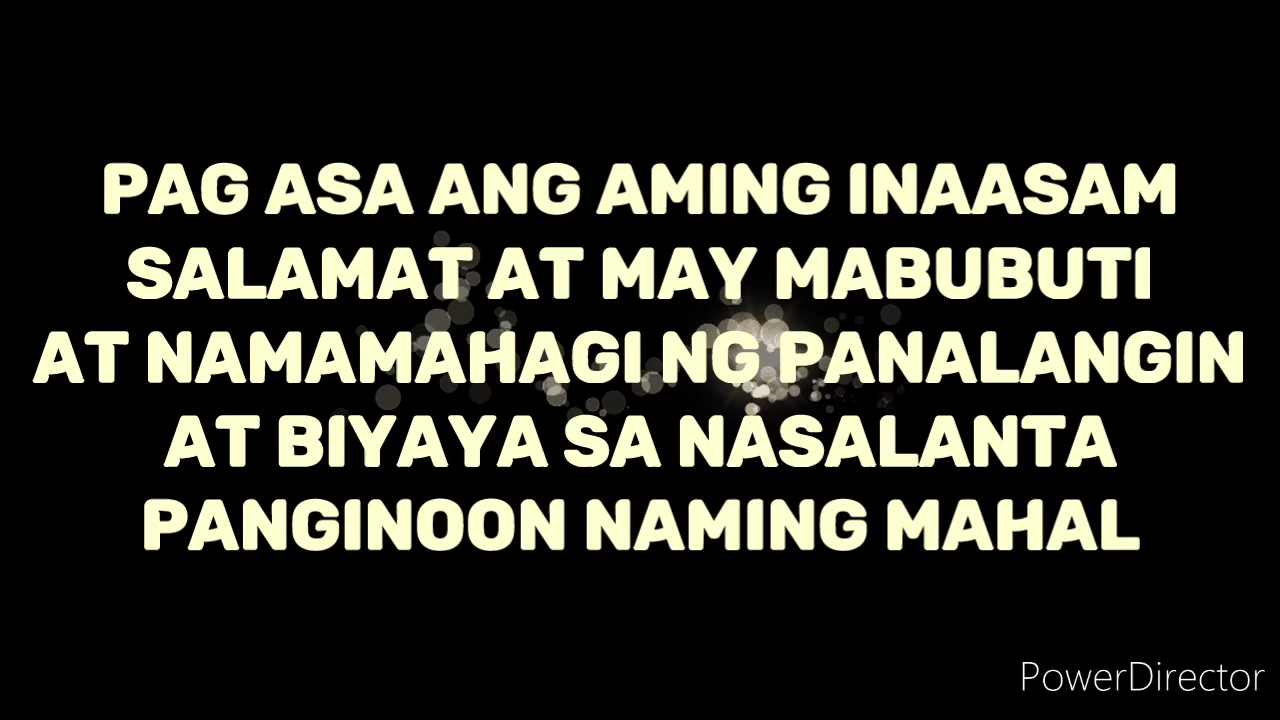 PAG ASA ANG AMING INAASAM
SALAMAT AT MAY MABUBUTI
AT NAMAMAHAGI NG PANALANGIN
AT BIYAYA SA NASALANTA
PANGINOON NAMING MAHAL
PowerDirector